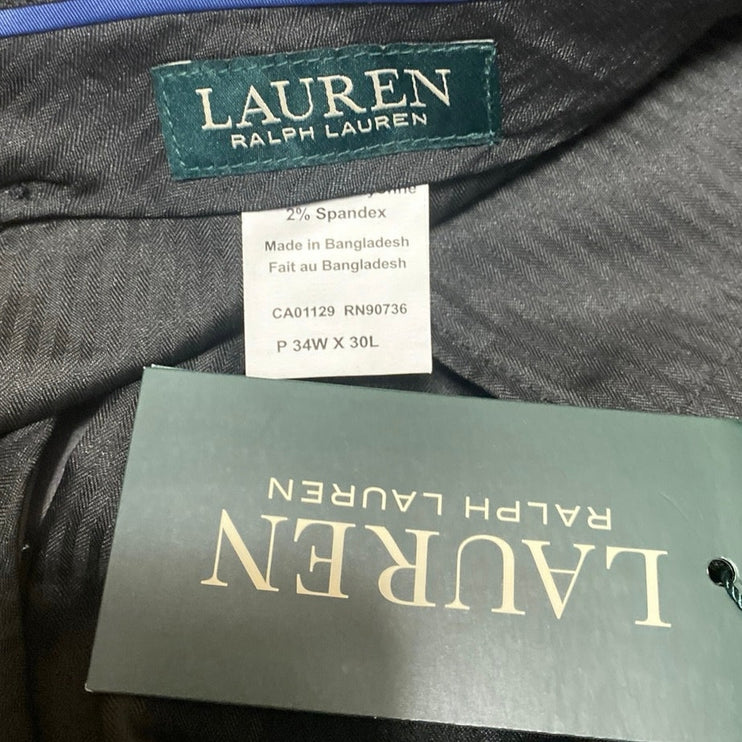 LAUREN
RALPH LAUREN
2% Spandex
Made in Bangladesh
Fait au Bangladesh
CA01129 RN90736
P 34W X 30L
LAUREN
RALPH LAUREN